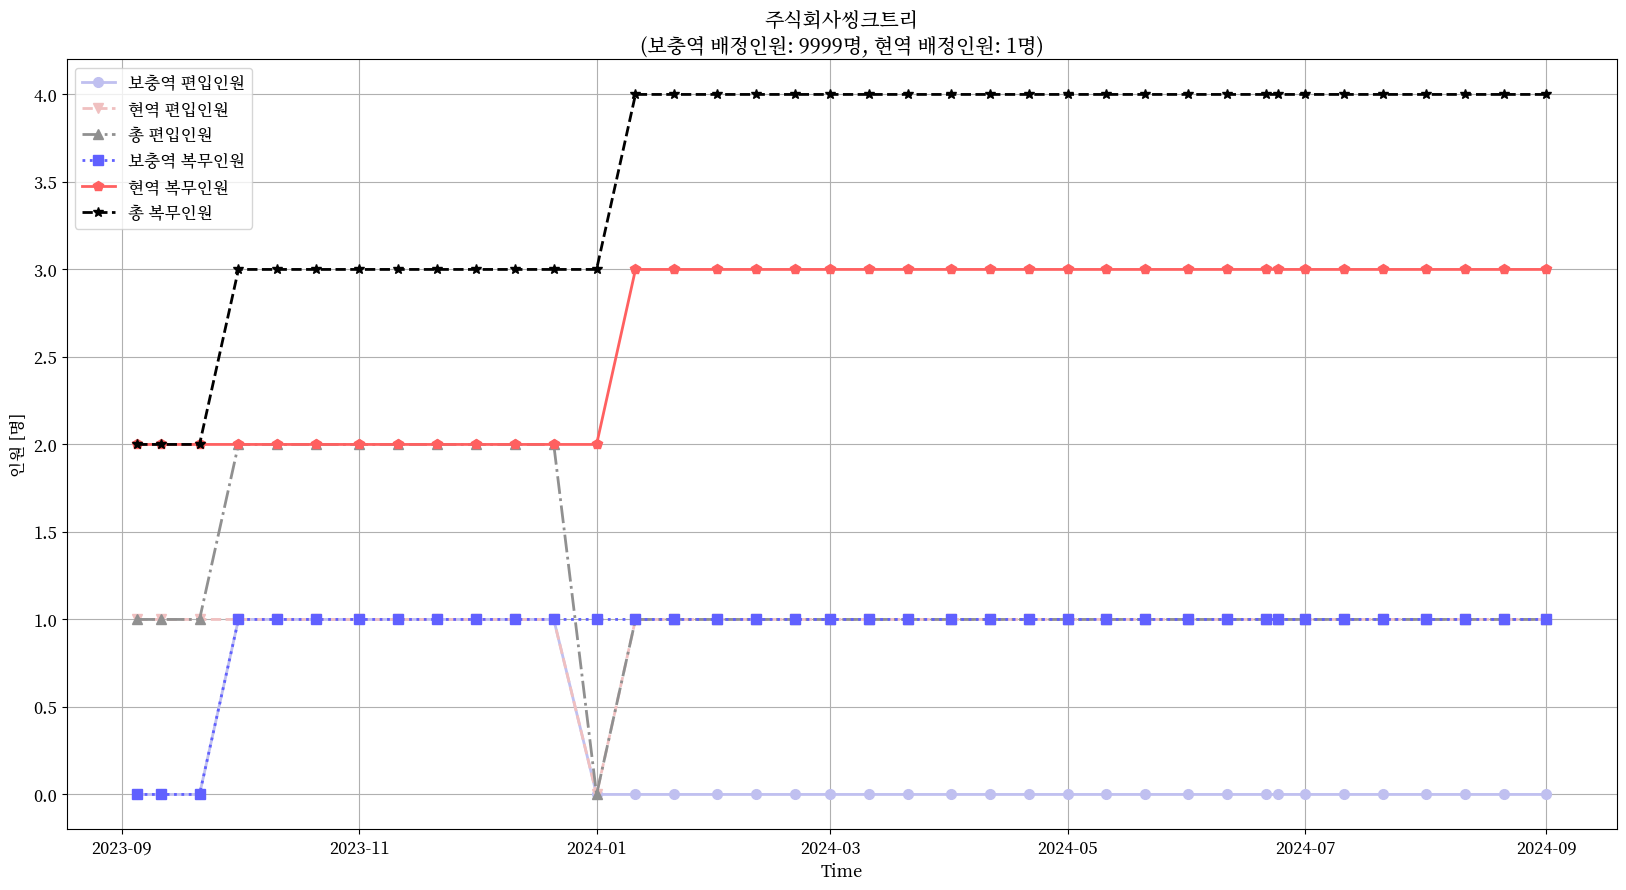 주식회사씽크트리
(보충역 배정인원: 9999명, 현역 배정인원: 1명)
보충역 편입인원
현역 편입인원
총 편입인원
보충역 복무인원
현역 복무인원
총 복무인원
4.0
3.5
3.0
2.5
2.0
1.5
1.0
0.5
0.0
인원 [명]
2023-09 2023-11 2024-01 2024-03 2024-05 2024-07 2024-09
Time